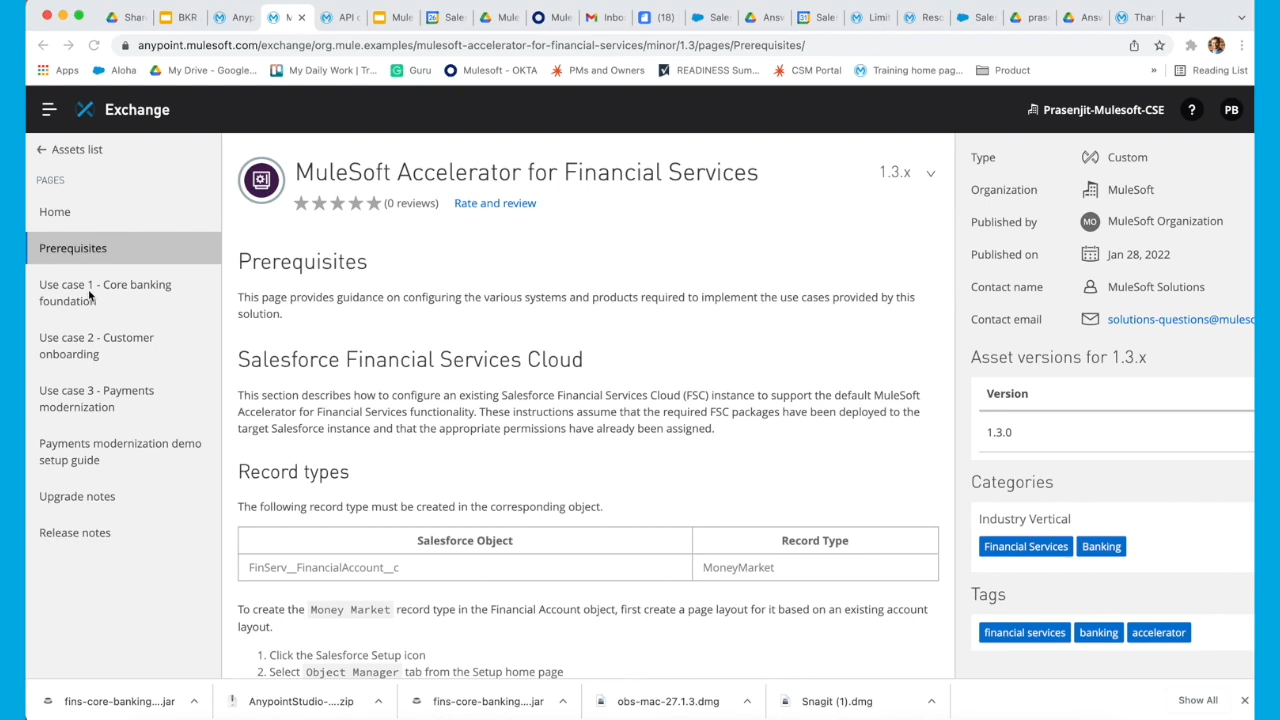 Shar
BKR
Anyp
M
API c
Mule
Sale
Mule
Mule
Inbo
(18)
Sale
Answ
Sale
Limit
Reso
Sale
pras
Answ
Thar
anypoint.mulesoft.com/exchange/org.mule.examples/mulesoft-accelerator-for-financial-services/minor/1.3/pages/Prerequisites/
Apps
Aloha
My Drive - Google...
My Daily Work | Tr...
Guru
Mulesoft - OKTA
PMs and Owners
READINESS Sum...
CSM Portal
Training home pag...
Product
»
Reading List
Exchange
Prasenjit-Mulesoft-CSE
?
PB
Assets list
PAGES
Home
Prerequisites
Use case 1 - Core banking
foundation
Use case 2 - Customer
onboarding
Use case 3 - Payments
modernization
Payments modernization demo
setup guide
Upgrade notes
Release notes
MuleSoft Accelerator for Financial Services
1.3.x
(0 reviews) Rate and review
Prerequisites
This page provides guidance on configuring the various systems and products required to implement the use cases provided by this
solution.
Salesforce Financial Services Cloud
This section describes how to configure an existing Salesforce Financial Services Cloud (FSC) instance to support the default MuleSoft
Accelerator for Financial Services functionality. These instructions assume that the required FSC packages have been deployed to the
target Salesforce instance and that the appropriate permissions have already been assigned.
Record types
The following record type must be created in the corresponding object.
Salesforce Object Record Type
FinServ__FinancialAccount__c MoneyMarket
To create the Money Market record type in the Financial Account object, first create a page layout for it based on an existing account
layout.
1. Click the Salesforce Setup icon
2. Select Object Manager tab from the Setup home page
Type Custom
Organization MuleSoft
Published by MO MuleSoft Organization
Published on Jan 28, 2022
Contact name MuleSoft Solutions
Contact email solutions-questions@muleso
Asset versions for 1.3.x
Version
1.3.0
Categories
Industry Vertical
Financial Services Banking
Tags
financial services banking accelerator
fins-core-banking....jar
AnypointStudio-....zip
fins-core-banking....jar
obs-mac-27.1.3.dmg
Snagit (1).dmg
Show All